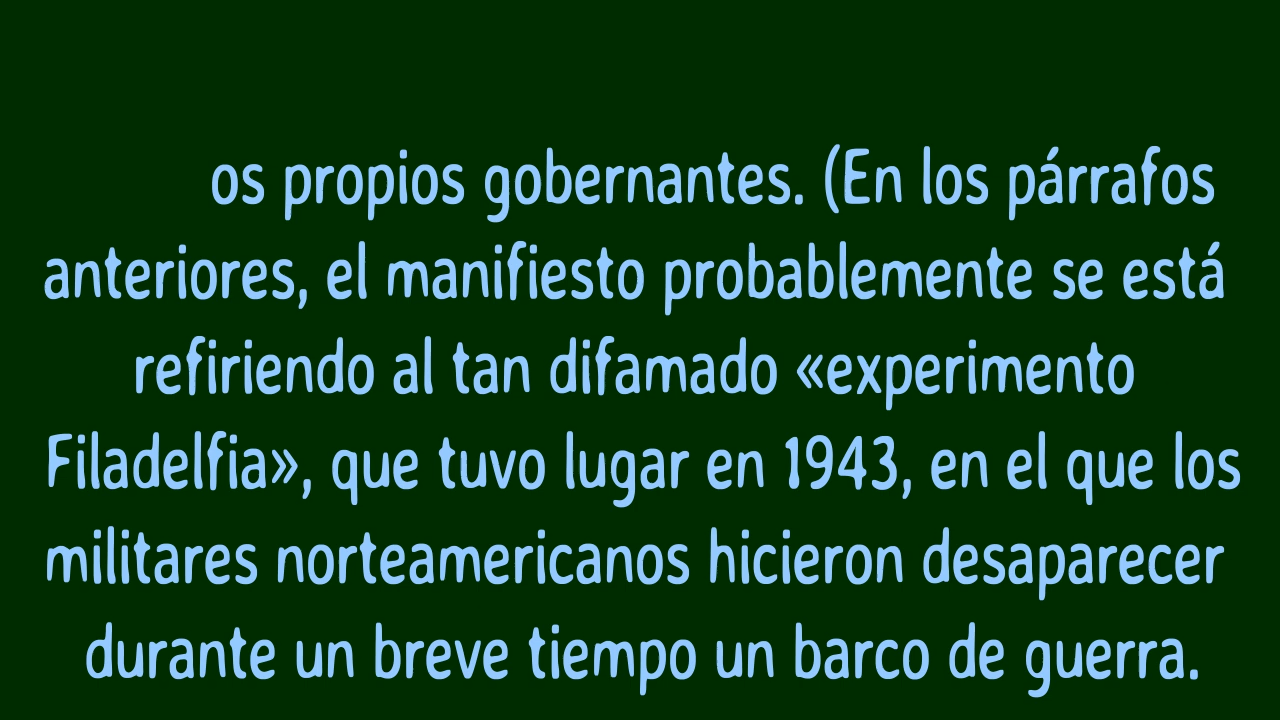 os propios gobernantes. (En los párrafos
anteriores, el manifiesto probablemente se está
refiriendo al tan difamado «experimento
Filadelfia», que tuvo lugar en 1943, en el que los
militares norteamericanos hicieron desaparecer
durante un breve tiempo un barco de guerra.